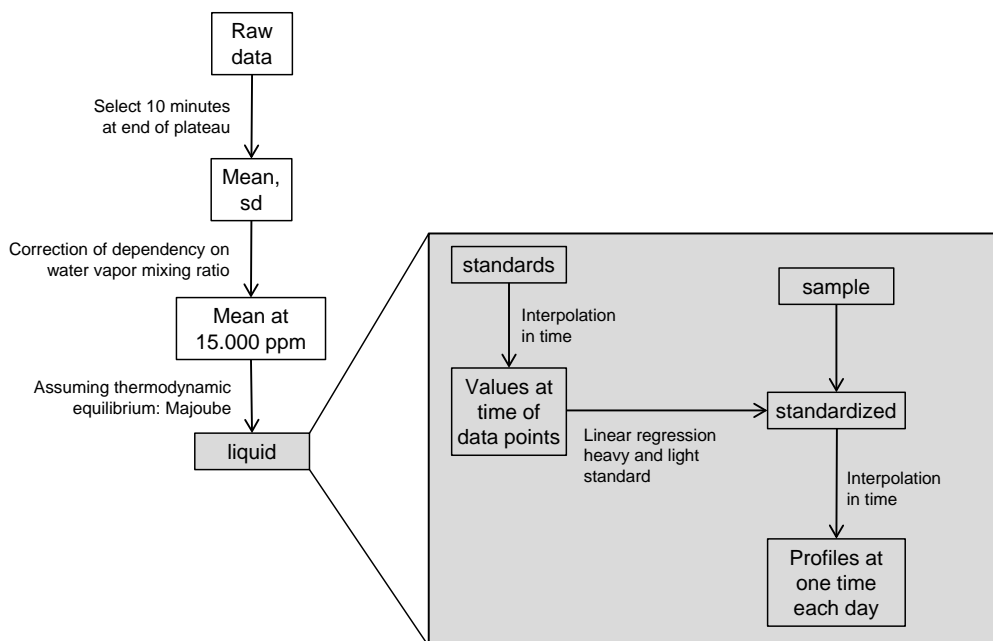 Raw
data
Select 10 minutes
at end of plateau
Mean,
sd
Correction of dependency on
water vapor mixing ratio
Mean at
15.000 ppm
Assuming thermodynamic
equilibrium: Majoube
liquid
standards
Interpolation
in time
Values at
time of
data points
Linear regression
heavy and light
standard
sample
standardized
Interpolation
in time
Profiles at
one time
each day